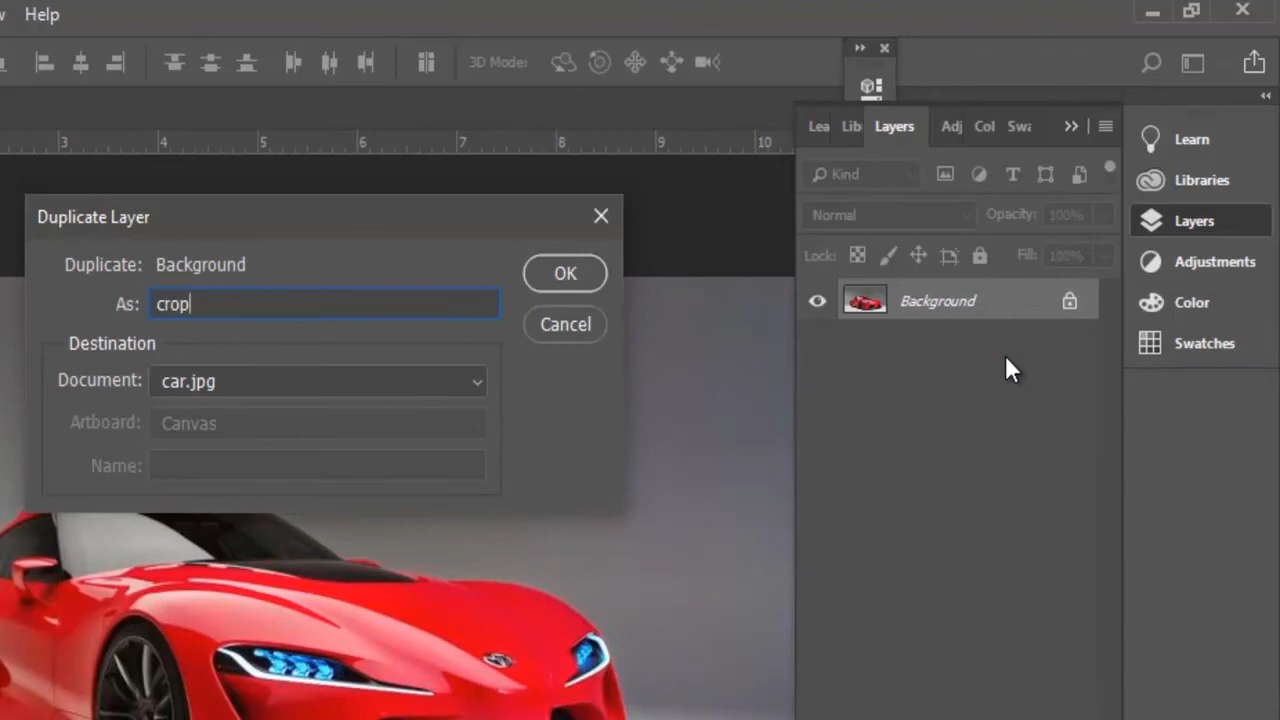 Help
3D Mode:
3 4 5 6 7 8 9 10
Lea Lib Layers Adj Col Swa
Learn
Kind
Libraries
Normal Opacity: 100%
Layers
Lock: Fill: 100%
Adjustments
Background
Color
Swatches
Duplicate Layer
Duplicate: Background
OK
As: crop
Cancel
Destination
Document: car.jpg
Artboard: Canvas
Name: